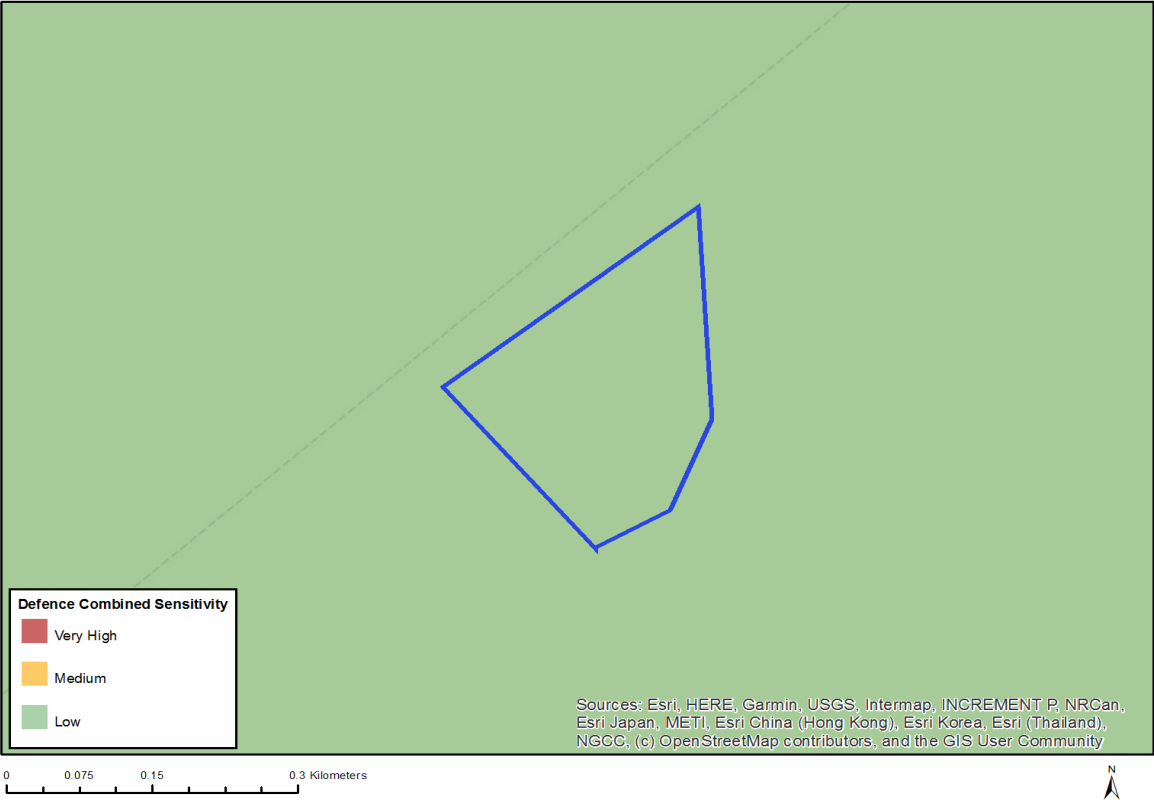 Defence Combined Sensitivity
Very High
Medium
Low
Sources: Esri, HERE, Garmin, USGS, Intermap, INCREMENT P, NRCan,
Esri Japan, METI, Esri China (Hong Kong), Esri Korea, Esri (Thailand),
NGCC, (c) OpenStreetMap contributors, and the GIS User Community
0 0.075 0.15 0.3 Kilometers
N